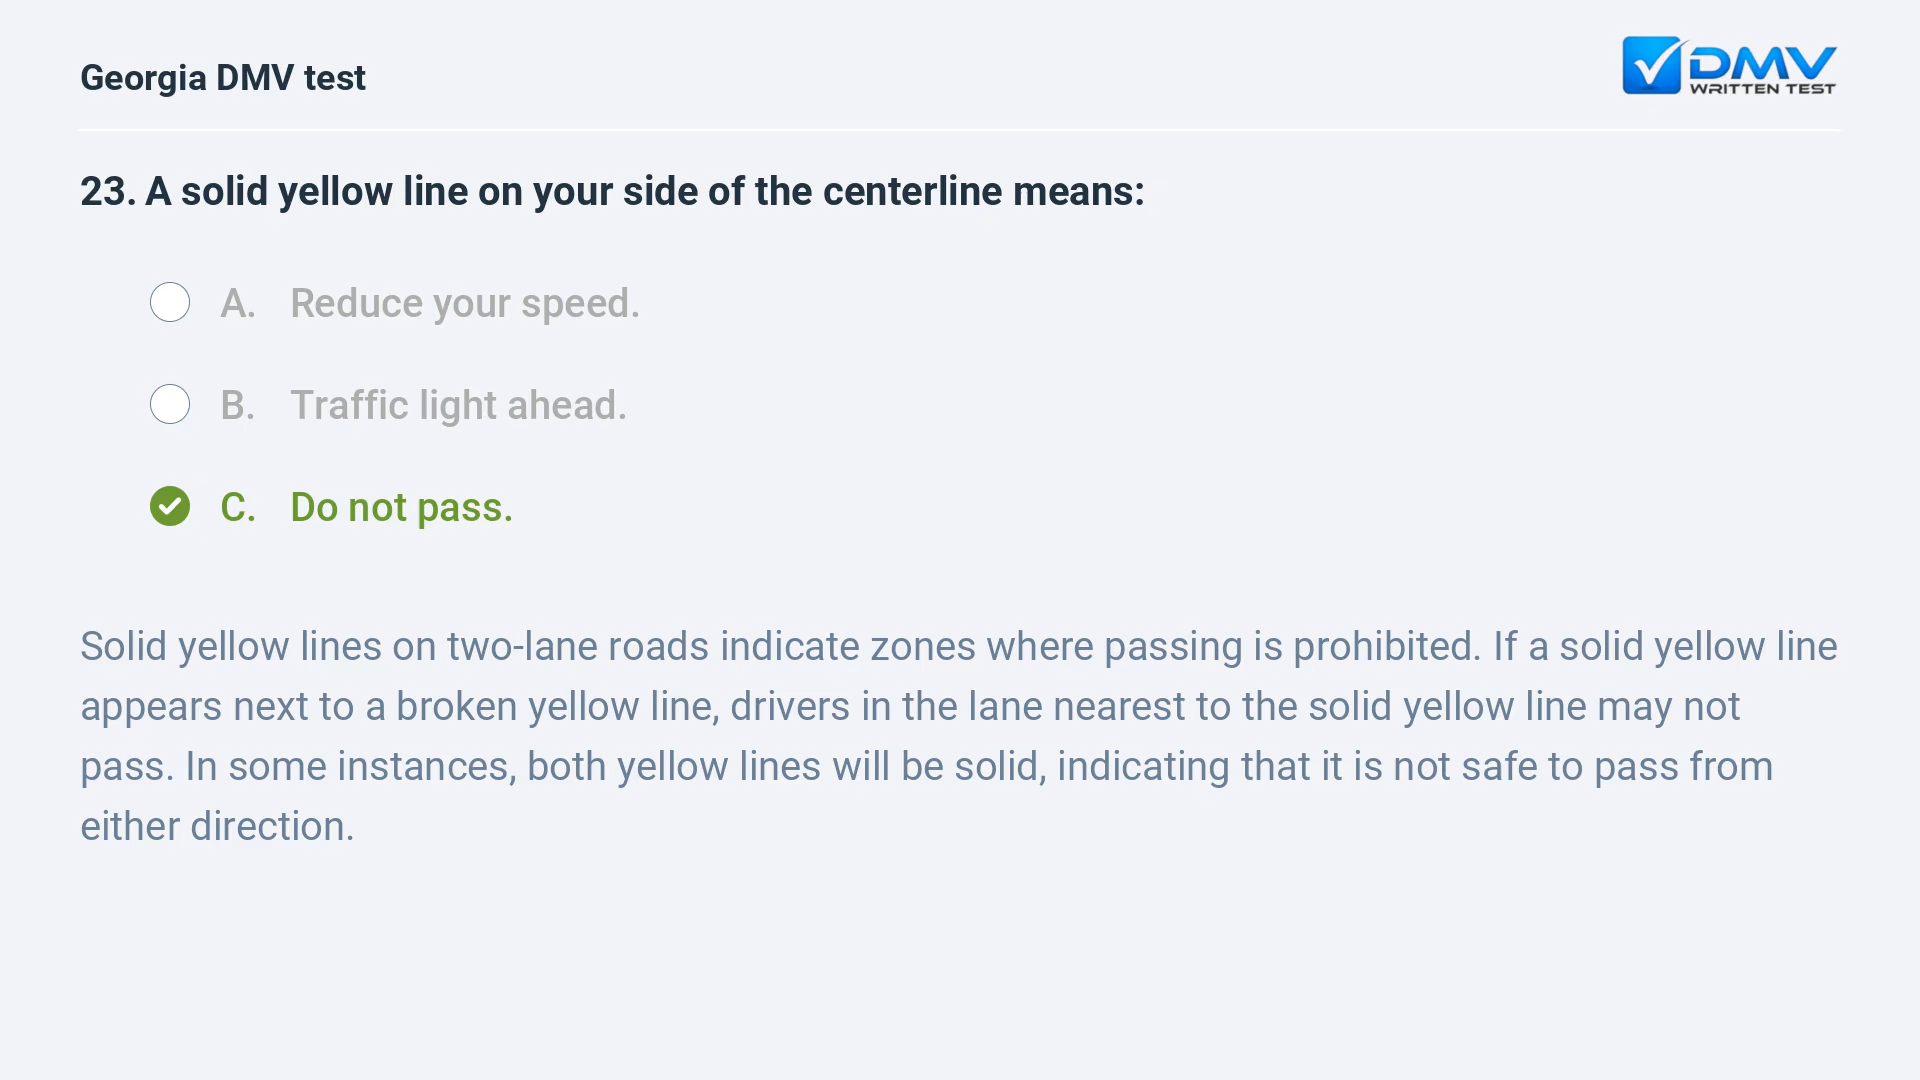 Georgia DMV test
DMV
WRITTEN TEST
23. A solid yellow line on your side of the centerline means:
A. Reduce your speed.
B. Traffic light ahead.
C. Do not pass.
Solid yellow lines on two-lane roads indicate zones where passing is prohibited. If a solid yellow line
appears next to a broken yellow line, drivers in the lane nearest to the solid yellow line may not
pass. In some instances, both yellow lines will be solid, indicating that it is not safe to pass from
either direction.